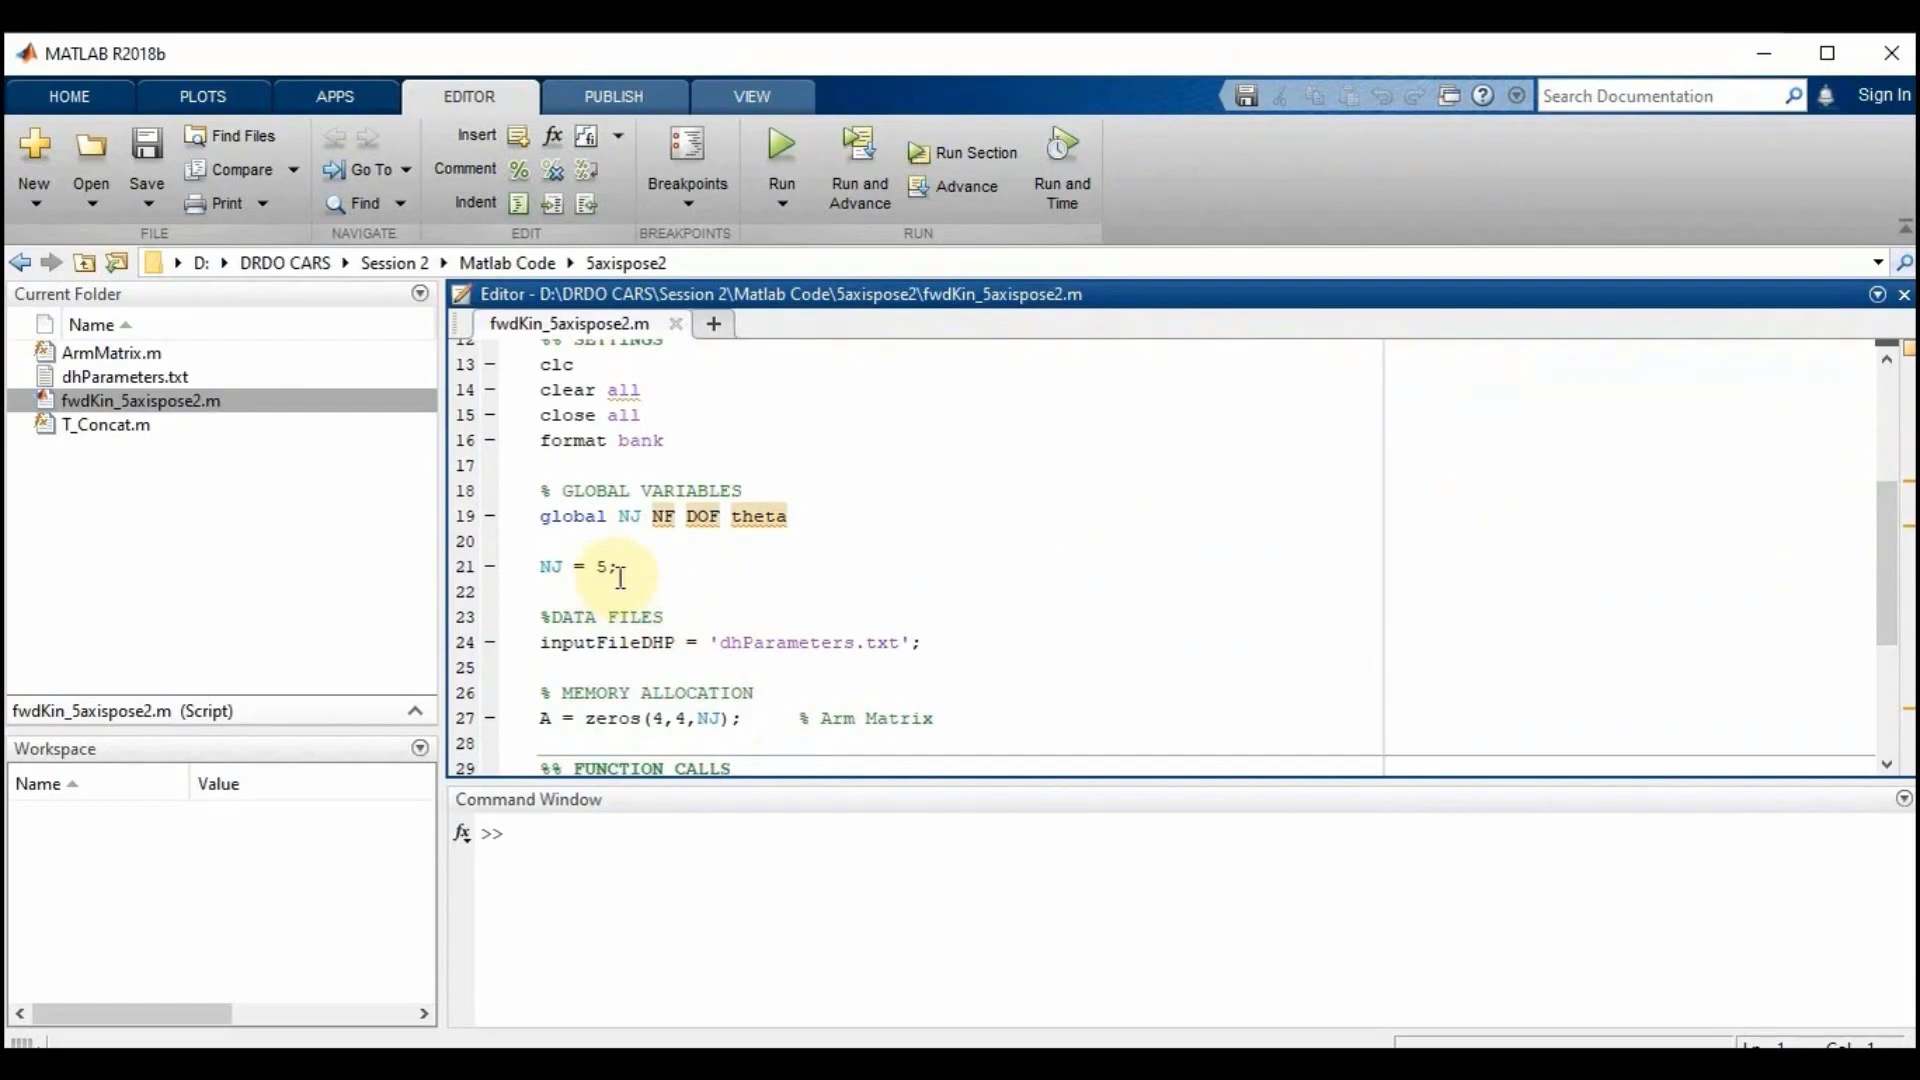 MATLAB R2018b
HOME PLOTS APPS EDITOR PUBLISH VIEW
Search Documentation
Sign In
New
Open
Save
Find Files
Compare
Print
Go To
Find
Insert
Comment
Indent
Breakpoints
Run
Run and Advance
Run Section
Advance
Run and Time
FILE NAVIGATE EDIT BREAKPOINTS RUN
D: DRDO CARS Session 2 Matlab Code 5axispose2
Current Folder
Name
ArmMatrix.m
dhParameters.txt
fwdKin_5axispose2.m
T_Concat.m
fwdKin_5axispose2.m (Script)
Workspace
Name Value
Editor - D:\DRDO CARS\Session 2\Matlab Code\5axispose2\fwdKin_5axispose2.m
fwdKin_5axispose2.m
12 %% SETTINGS
13 - clc
14 - clear all
15 - close all
16 - format bank
17
18 % GLOBAL VARIABLES
19 - global NJ NF DOF theta
20
21 - NJ = 5;
22
23 %DATA FILES
24 - inputFileDHP = 'dhParameters.txt';
25
26 % MEMORY ALLOCATION
27 - A = zeros(4,4,NJ); % Arm Matrix
28
29 %% FUNCTION CALLS
Command Window
fx >>